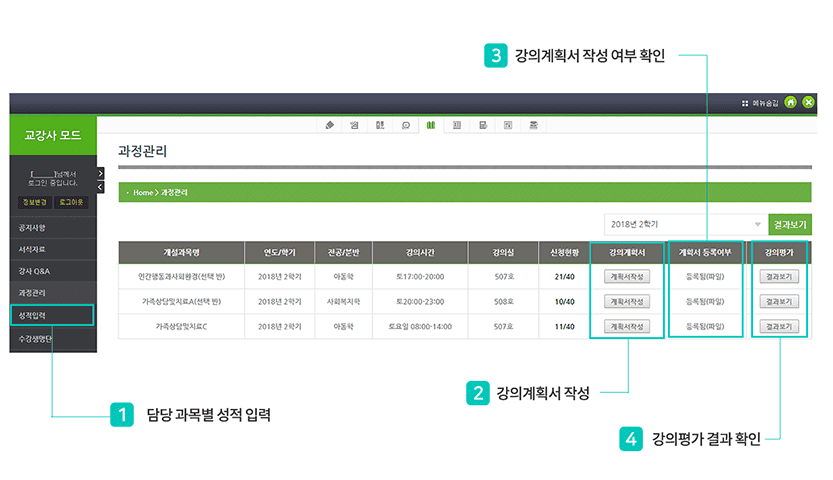 3 강의계획서 작성 여부 확인
메뉴숨김
교강사 모드
[ ]님께서
로그인 중입니다.
정보변경 로그아웃
공지사항
서식자료
강사 Q&A
과정관리
성적입력
수강생명단
과정관리
Home > 과정관리
2018년 2학기 결과보기
개설과목명 연도/학기 전공/분반 강의시간 강의실 신청현황 강의계획서 계획서 등록여부 강의평가
인간행동과사회환경(선택 반) 2018년 2학기 아동학 토17:00-20:00 507호 21/40 계획서작성 등록됨(파일) 결과보기
가족상담및치료A(선택 반) 2018년 2학기 사회복지학 토20:00-23:00 508호 10/40 계획서작성 등록됨(파일) 결과보기
가족상담및치료C 2018년 2학기 아동학 토요일 08:00-14:00 507호 11/40 계획서작성 등록됨(파일) 결과보기
2 강의계획서 작성
1 담당 과목별 성적 입력
4 강의평가 결과 확인